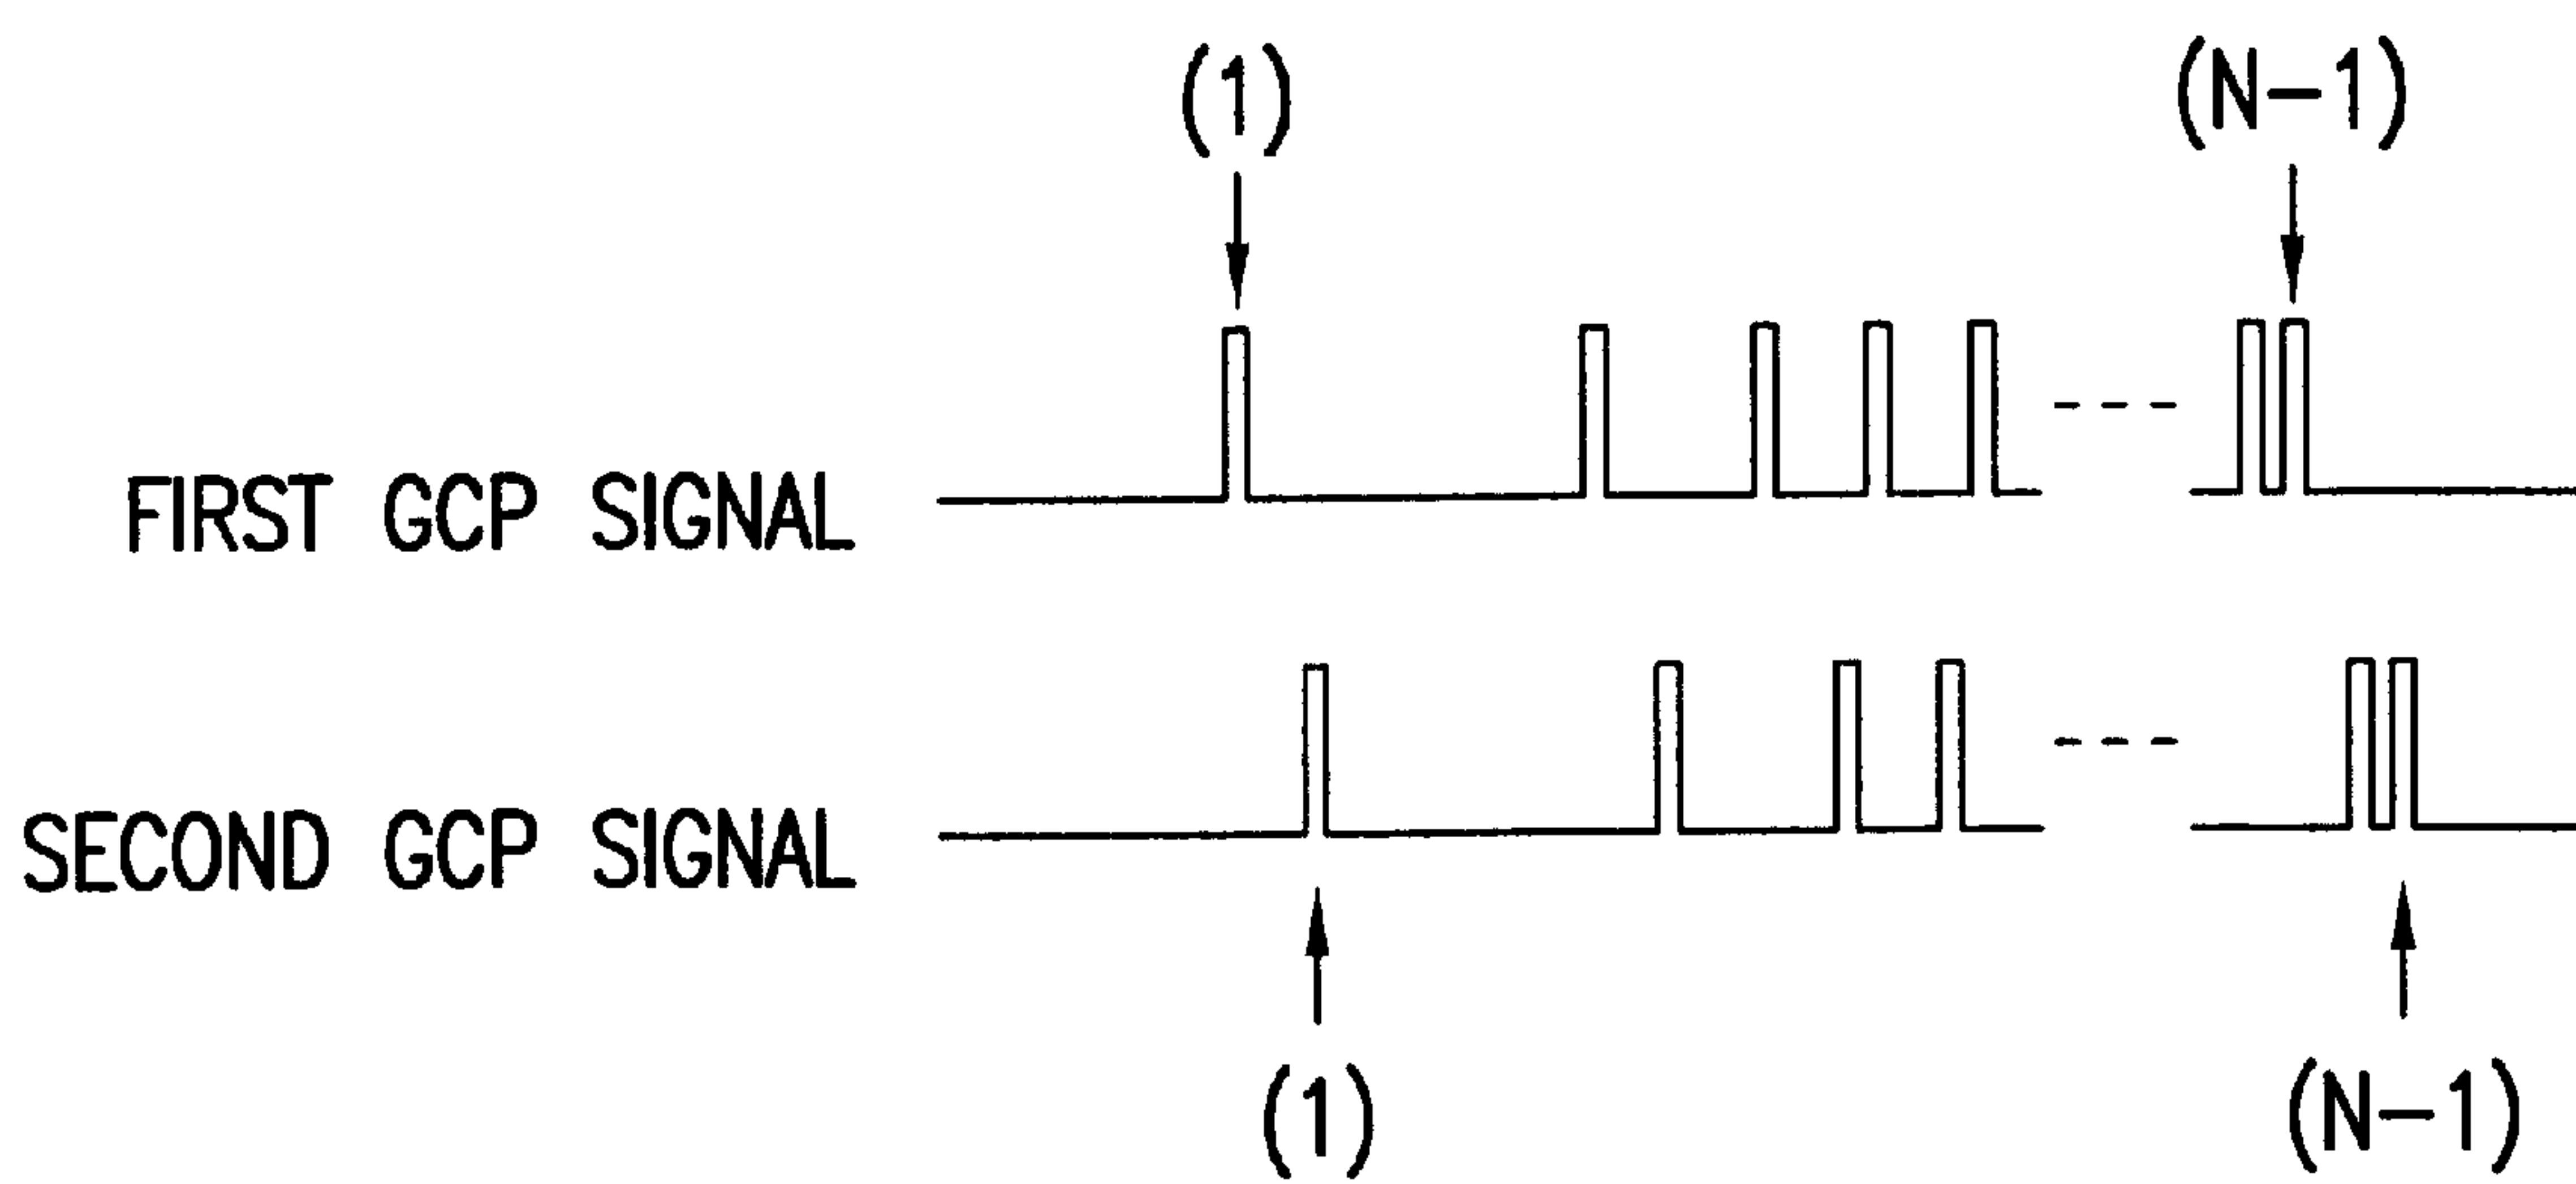 (1)
(N-1)
FIRST GCP SIGNAL
SECOND GCP SIGNAL
(1)
(N-1)